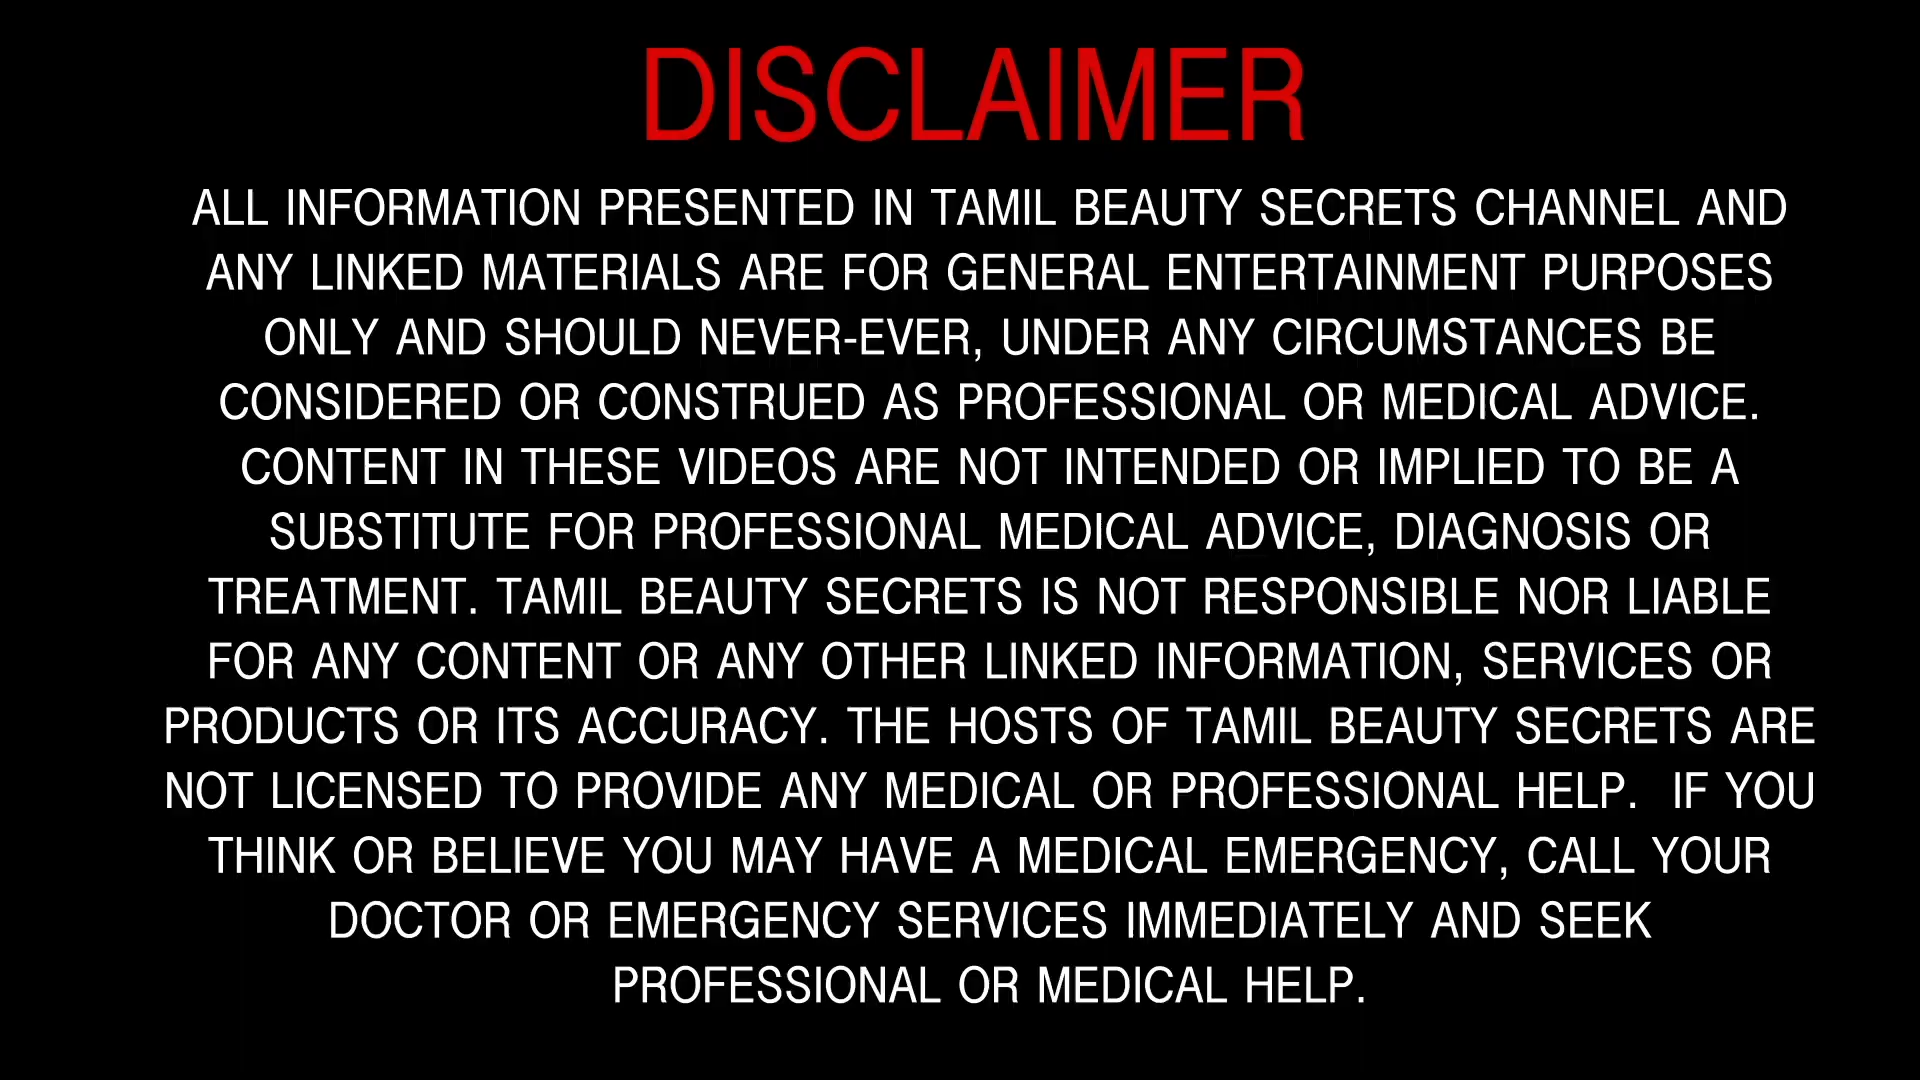 DISCLAIMER
ALL INFORMATION PRESENTED IN TAMIL BEAUTY SECRETS CHANNEL AND
ANY LINKED MATERIALS ARE FOR GENERAL ENTERTAINMENT PURPOSES
ONLY AND SHOULD NEVER-EVER, UNDER ANY CIRCUMSTANCES BE
CONSIDERED OR CONSTRUED AS PROFESSIONAL OR MEDICAL ADVICE.
CONTENT IN THESE VIDEOS ARE NOT INTENDED OR IMPLIED TO BE A
SUBSTITUTE FOR PROFESSIONAL MEDICAL ADVICE, DIAGNOSIS OR
TREATMENT. TAMIL BEAUTY SECRETS IS NOT RESPONSIBLE NOR LIABLE
FOR ANY CONTENT OR ANY OTHER LINKED INFORMATION, SERVICES OR
PRODUCTS OR ITS ACCURACY. THE HOSTS OF TAMIL BEAUTY SECRETS ARE
NOT LICENSED TO PROVIDE ANY MEDICAL OR PROFESSIONAL HELP.  IF YOU
THINK OR BELIEVE YOU MAY HAVE A MEDICAL EMERGENCY, CALL YOUR
DOCTOR OR EMERGENCY SERVICES IMMEDIATELY AND SEEK
PROFESSIONAL OR MEDICAL HELP.